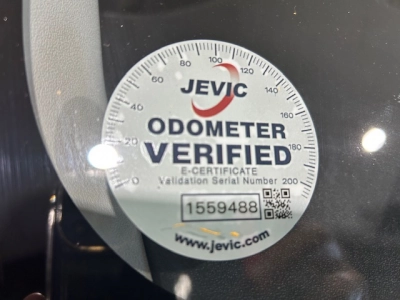 0 20 40 60 80 100 120 140 160 180 200
JEVIC
ODOMETER
VERIFIED
E-CERTIFICATE
Validation Serial Number
1559488
www.jevic.com